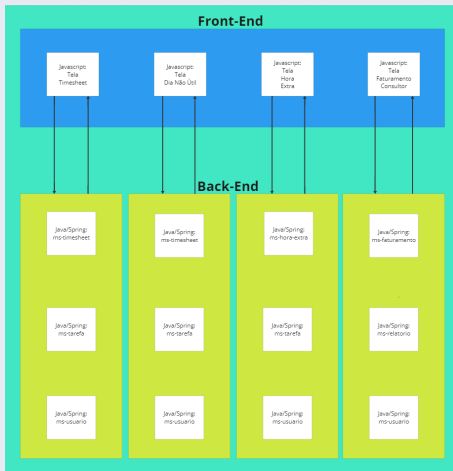 Front-End
Javascript:
Tela
Timesheet
Javascript:
Tela
Dia Não Útil
Javascript:
Tela
Hora
Extra
Javascript:
Tela
Faturamento
Consultor
Back-End
Java/Spring:
ms-timesheet
Java/Spring:
ms-timesheet
Java/Spring:
ms-hora-extra
Java/Spring:
ms-faturamento
Java/Spring:
ms-tarefa
Java/Spring:
ms-tarefa
Java/Spring:
ms-tarefa
Java/Spring:
ms-relatorio
Java/Spring:
ms-usuario
Java/Spring:
ms-usuario
Java/Spring:
ms-usuario
Java/Spring:
ms-usuario